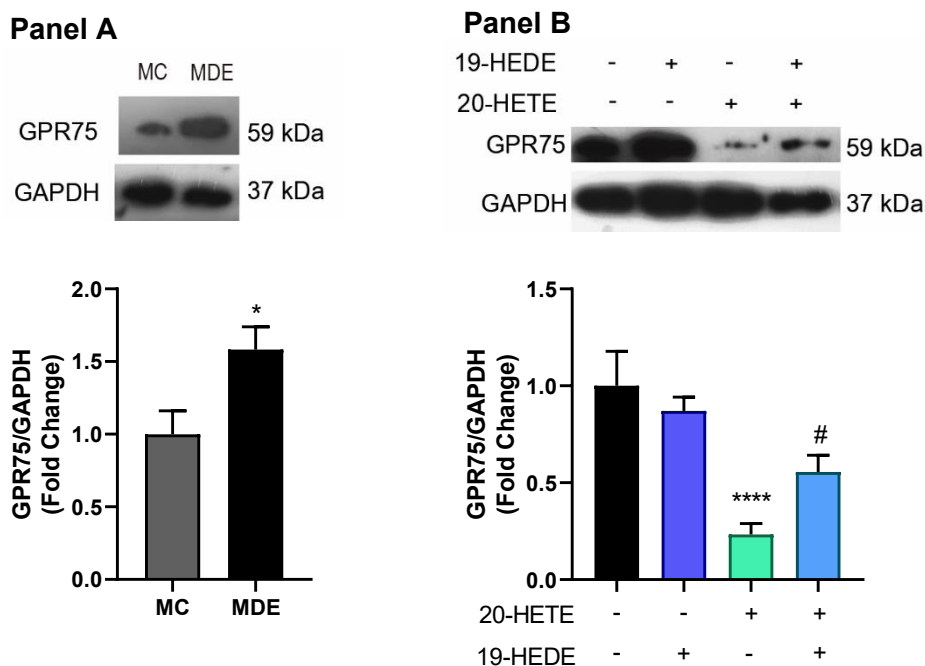 Panel A
MC MDE
GPR75 59 kDa
GAPDH 37 kDa
GPR75/GAPDH
(Fold Change)
2.0
1.5
1.0
0.5
0.0
*
MC MDE
Panel B
19-HEDE - + - +
20-HETE - - + +
GPR75 59 kDa
GAPDH 37 kDa
GPR75/GAPDH
(Fold Change)
1.5
1.0
0.5
0.0
****
#
20-HETE - - + +
19-HEDE - + - +